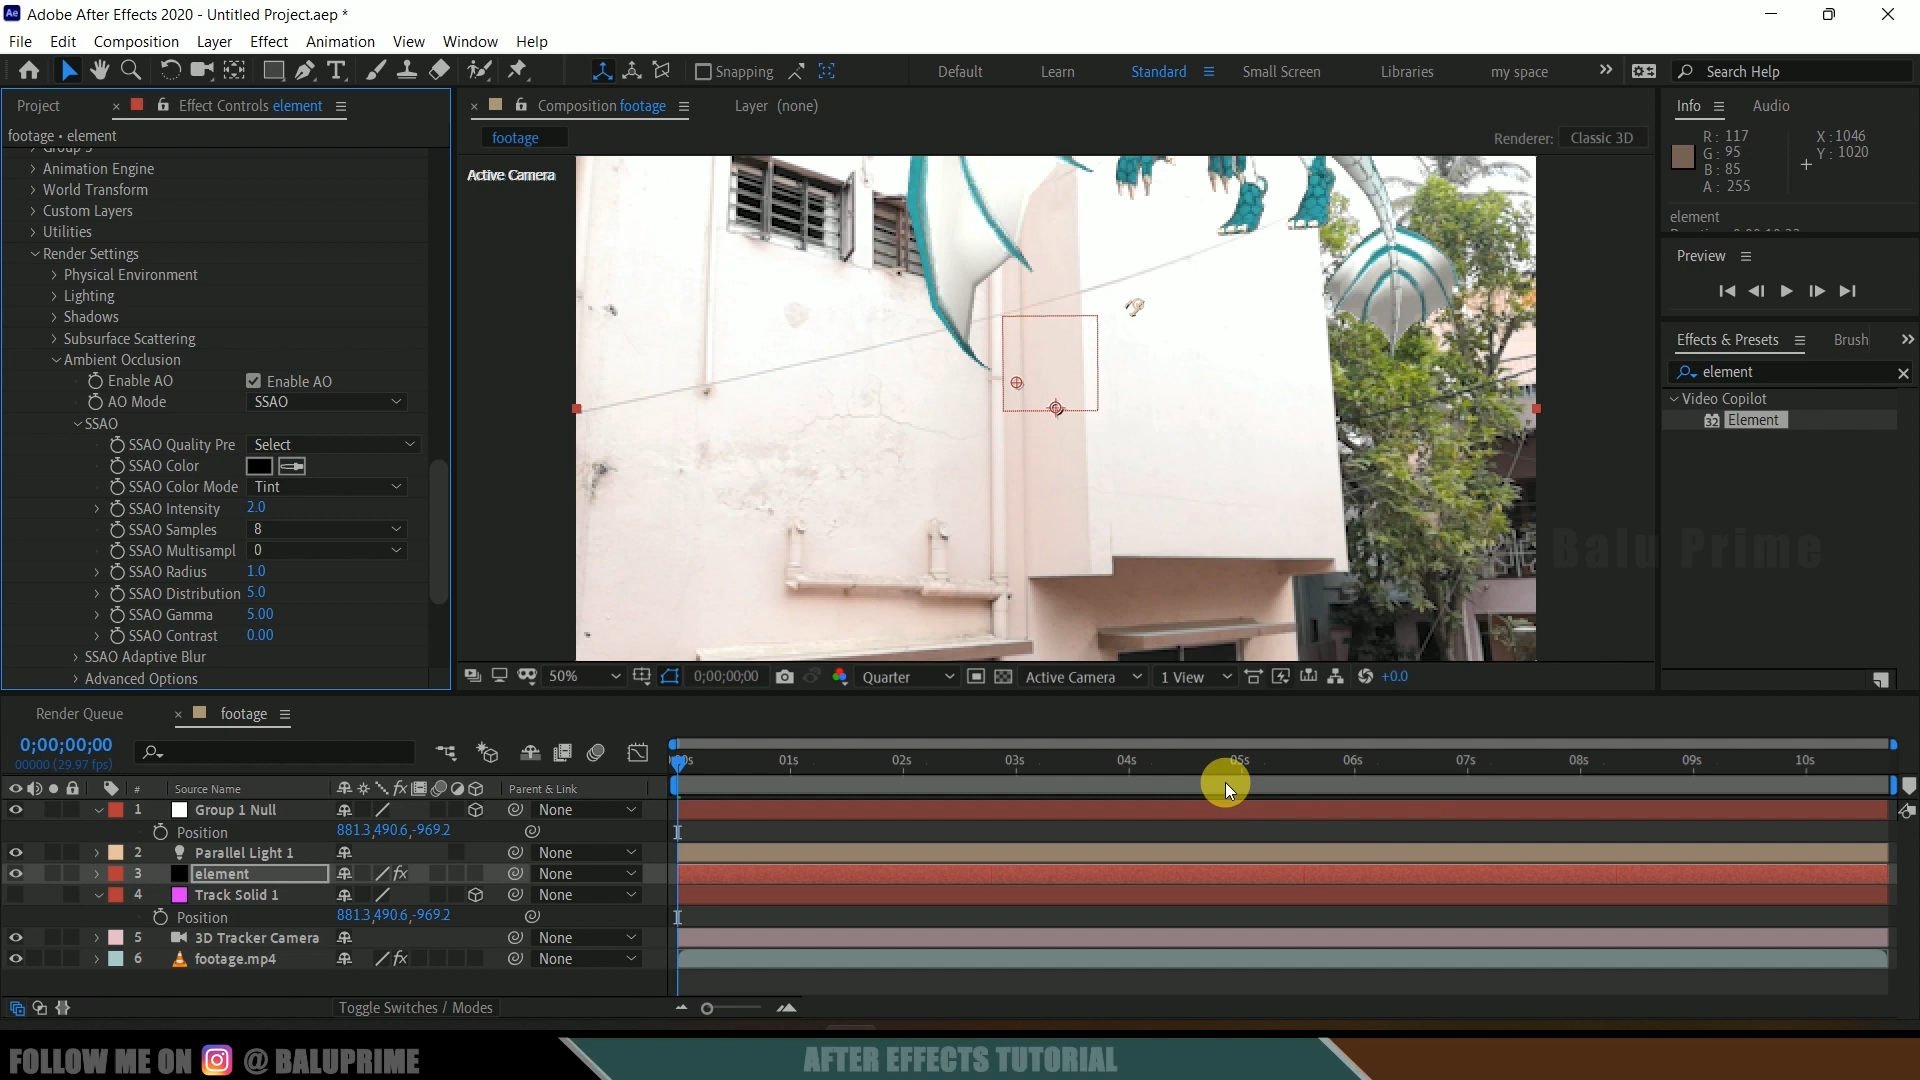 Adobe After Effects 2020 - Untitled Project.aep *
File Edit Composition Layer Effect Animation View Window Help
Snapping Default Learn Standard Small Screen Libraries my space Search Help
Project Effect Controls element
Composition footage Layer (none)
Info Audio
footage • element
footage
Renderer: Classic 3D
Active Camera
R: 117
G: 95
B: 85
A: 255
X: 1046
Y: 1020
element
Animation Engine
World Transform
Custom Layers
Utilities
Render Settings
Physical Environment
Lighting
Shadows
Subsurface Scattering
Ambient Occlusion
Enable AO Enable AO
AO Mode SSAO
SSAO
SSAO Quality Pre Select
SSAO Color
SSAO Color Mode Tint
SSAO Intensity 2.0
SSAO Samples 8
SSAO Multisampl 0
SSAO Radius 1.0
SSAO Distribution 5.0
SSAO Gamma 5.00
SSAO Contrast 0.00
SSAO Adaptive Blur
Advanced Options
Preview
Effects & Presets Brush
element
Video Copilot
32 Element
Balu Prime
50% 0;00;00;00 Quarter Active Camera 1 View +0.0
Render Queue footage
0;00;00;00
00000 (29.97 fps)
01s 02s 03s 04s 05s 06s 07s 08s 09s 10s
# Source Name fx Parent & Link
1 Group 1 Null None
Position 881.3,490.6,-969.2
2 Parallel Light 1 None
3 element fx None
4 Track Solid 1 None
Position 881.3,490.6,-969.2
5 3D Tracker Camera None
6 footage.mp4 fx None
Toggle Switches / Modes
FOLLOW ME ON @ BALUPRIME
AFTER EFFECTS TUTORIAL